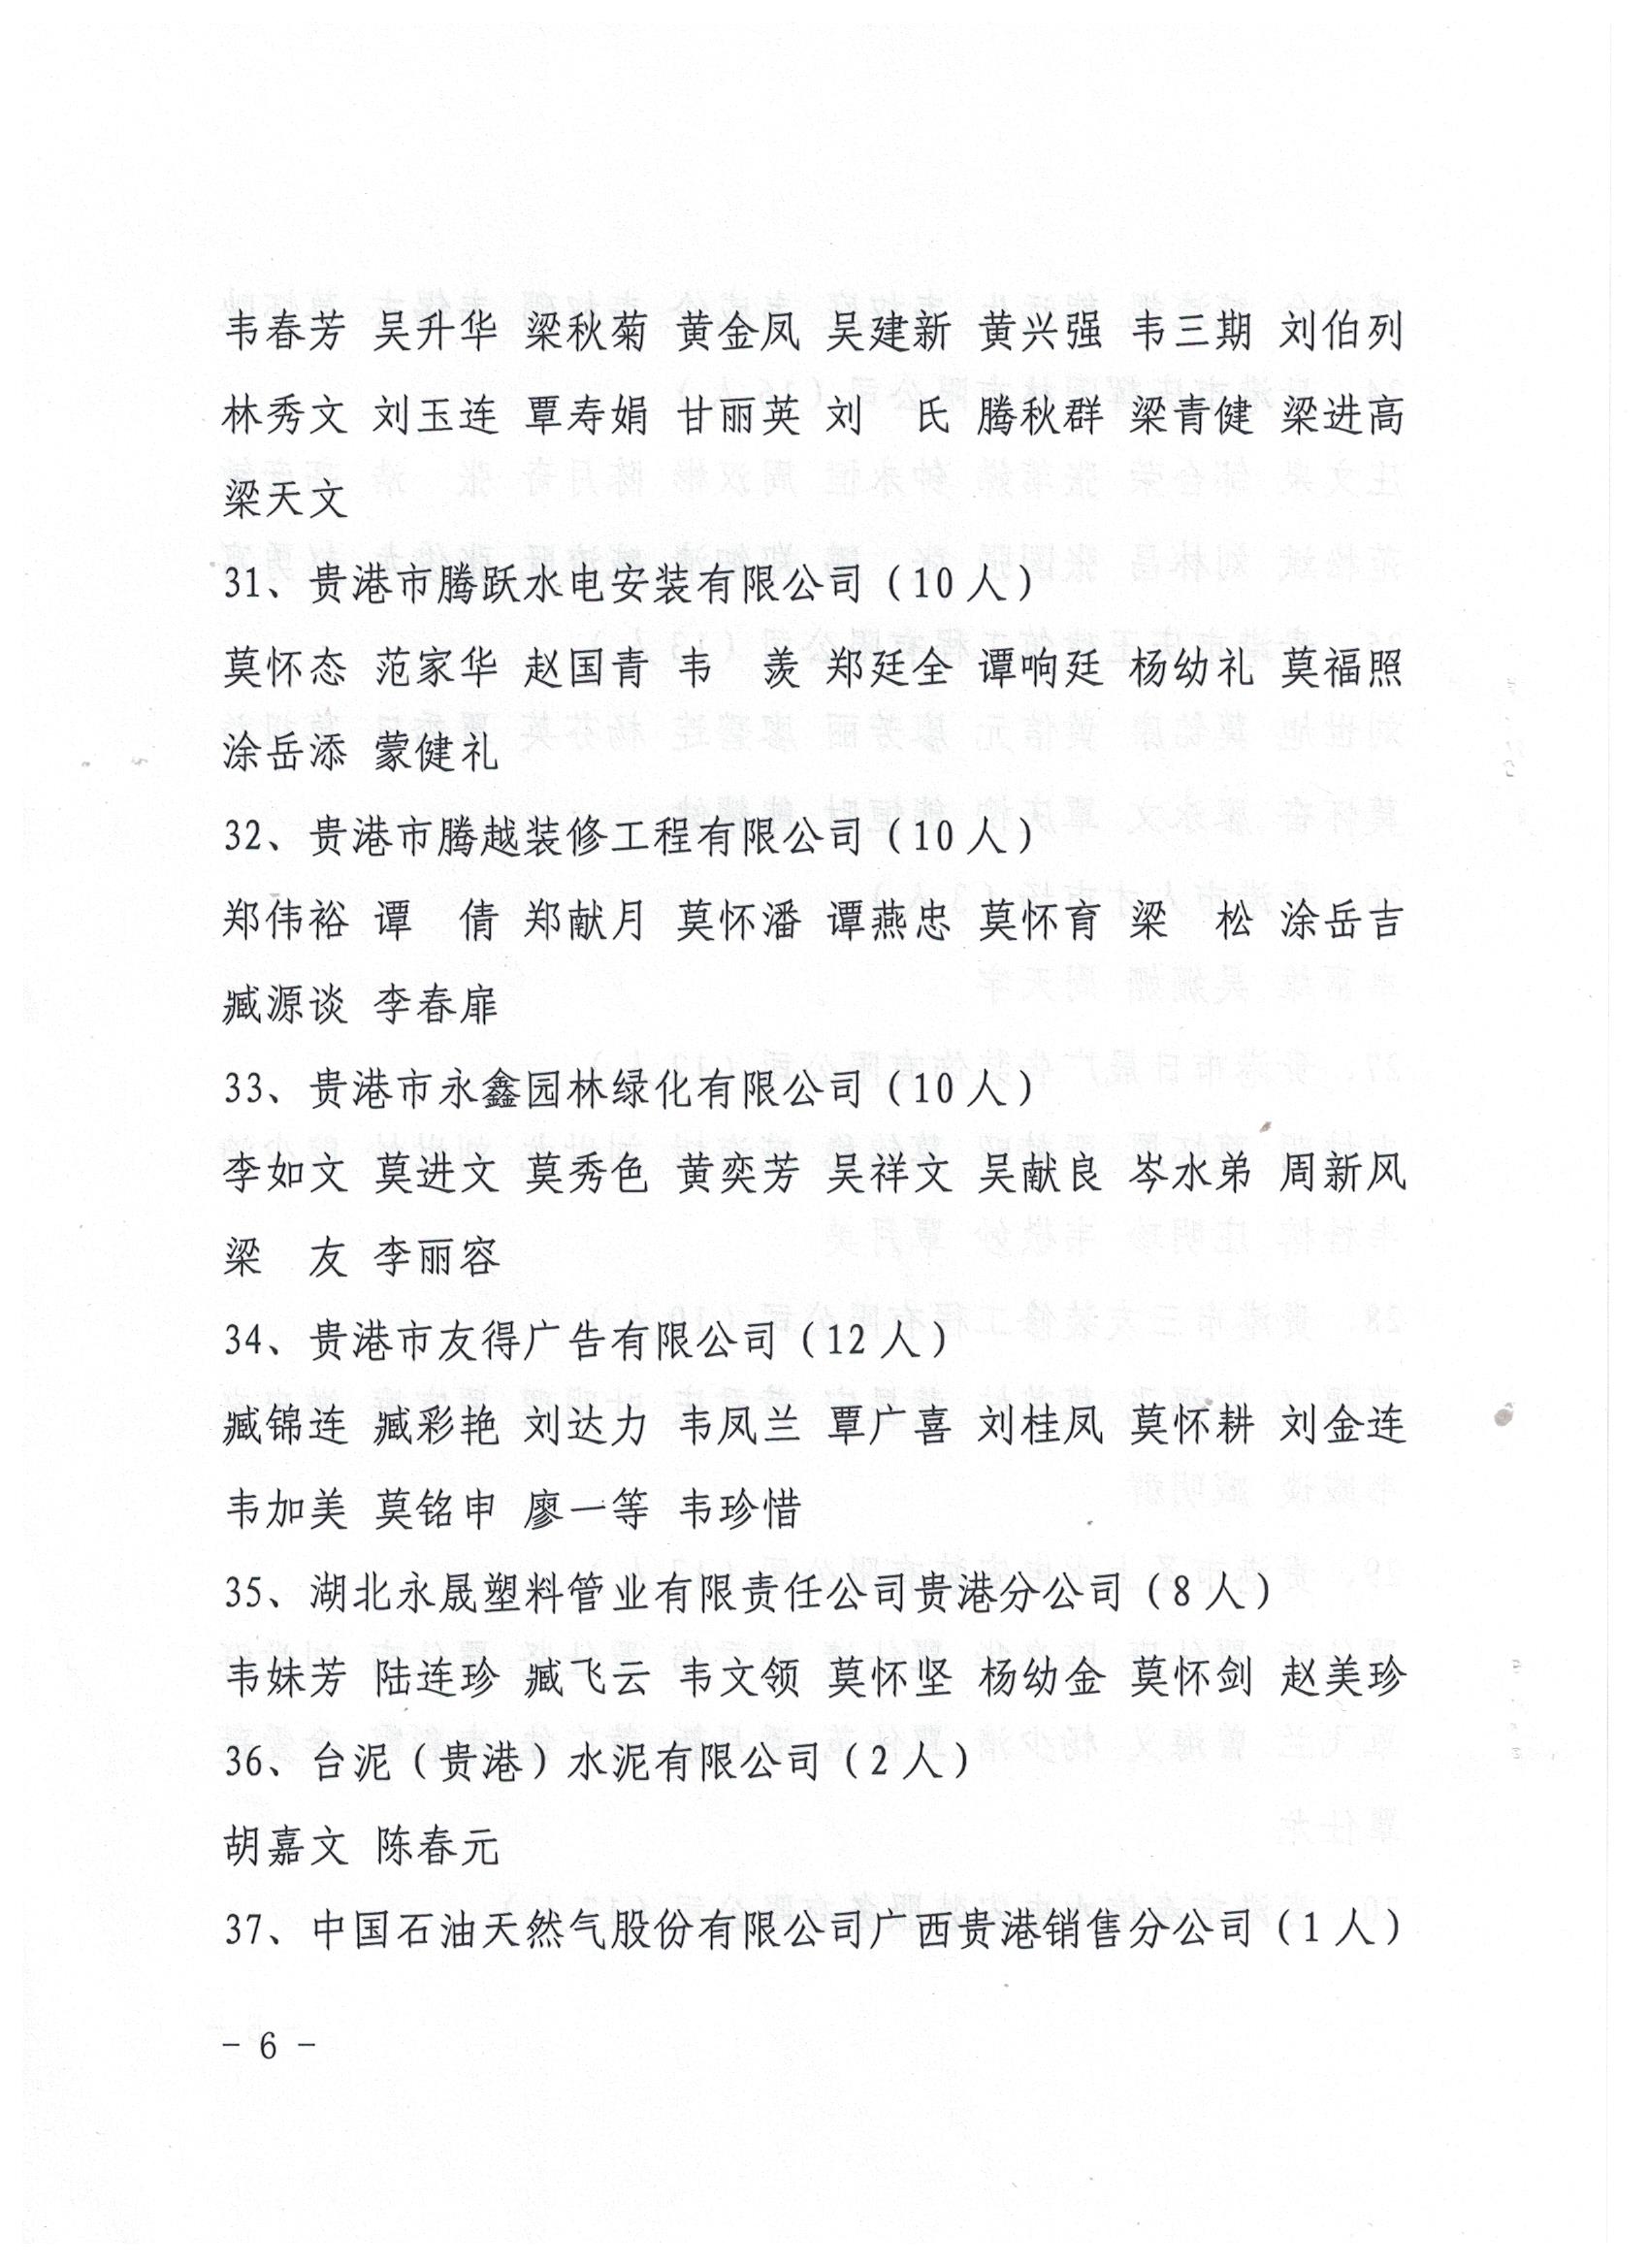 韦春芳 吴升华 梁秋菊 黄金凤 吴建新 黄兴强 韦三期 刘伯列
林秀文 刘玉连 覃寿娟 甘丽英 刘　氏 腾秋群 梁青健 梁进高
梁天文
31、贵港市腾跃水电安装有限公司（10人）
莫怀态 范家华 赵国青 韦　羡 郑廷全 谭响廷 杨幼礼 莫福照
涂岳添 蒙健礼
32、贵港市腾越装修工程有限公司（10人）
郑伟裕 谭　倩 郑献月 莫怀潘 谭燕忠 莫怀育 梁　松 涂岳吉
臧源谈 李春扉
33、贵港市永鑫园林绿化有限公司（10人）
李如文 莫进文 莫秀色 黄奕芳 吴祥文 吴献良 岑水弟 周新风
梁　友 李丽容
34、贵港市友得广告有限公司（12人）
臧锦连 臧彩艳 刘达力 韦凤兰 覃广喜 刘桂凤 莫怀耕 刘金连
韦加美 莫铭申 廖一等 韦珍惜
35、湖北永晟塑料管业有限责任公司贵港分公司（8人）
韦妹芳 陆连珍 臧飞云 韦文领 莫怀坚 杨幼金 莫怀剑 赵美珍
36、台泥（贵港）水泥有限公司（2人）
胡嘉文 陈春元
37、中国石油天然气股份有限公司广西贵港销售分公司（1人）
- 6 -